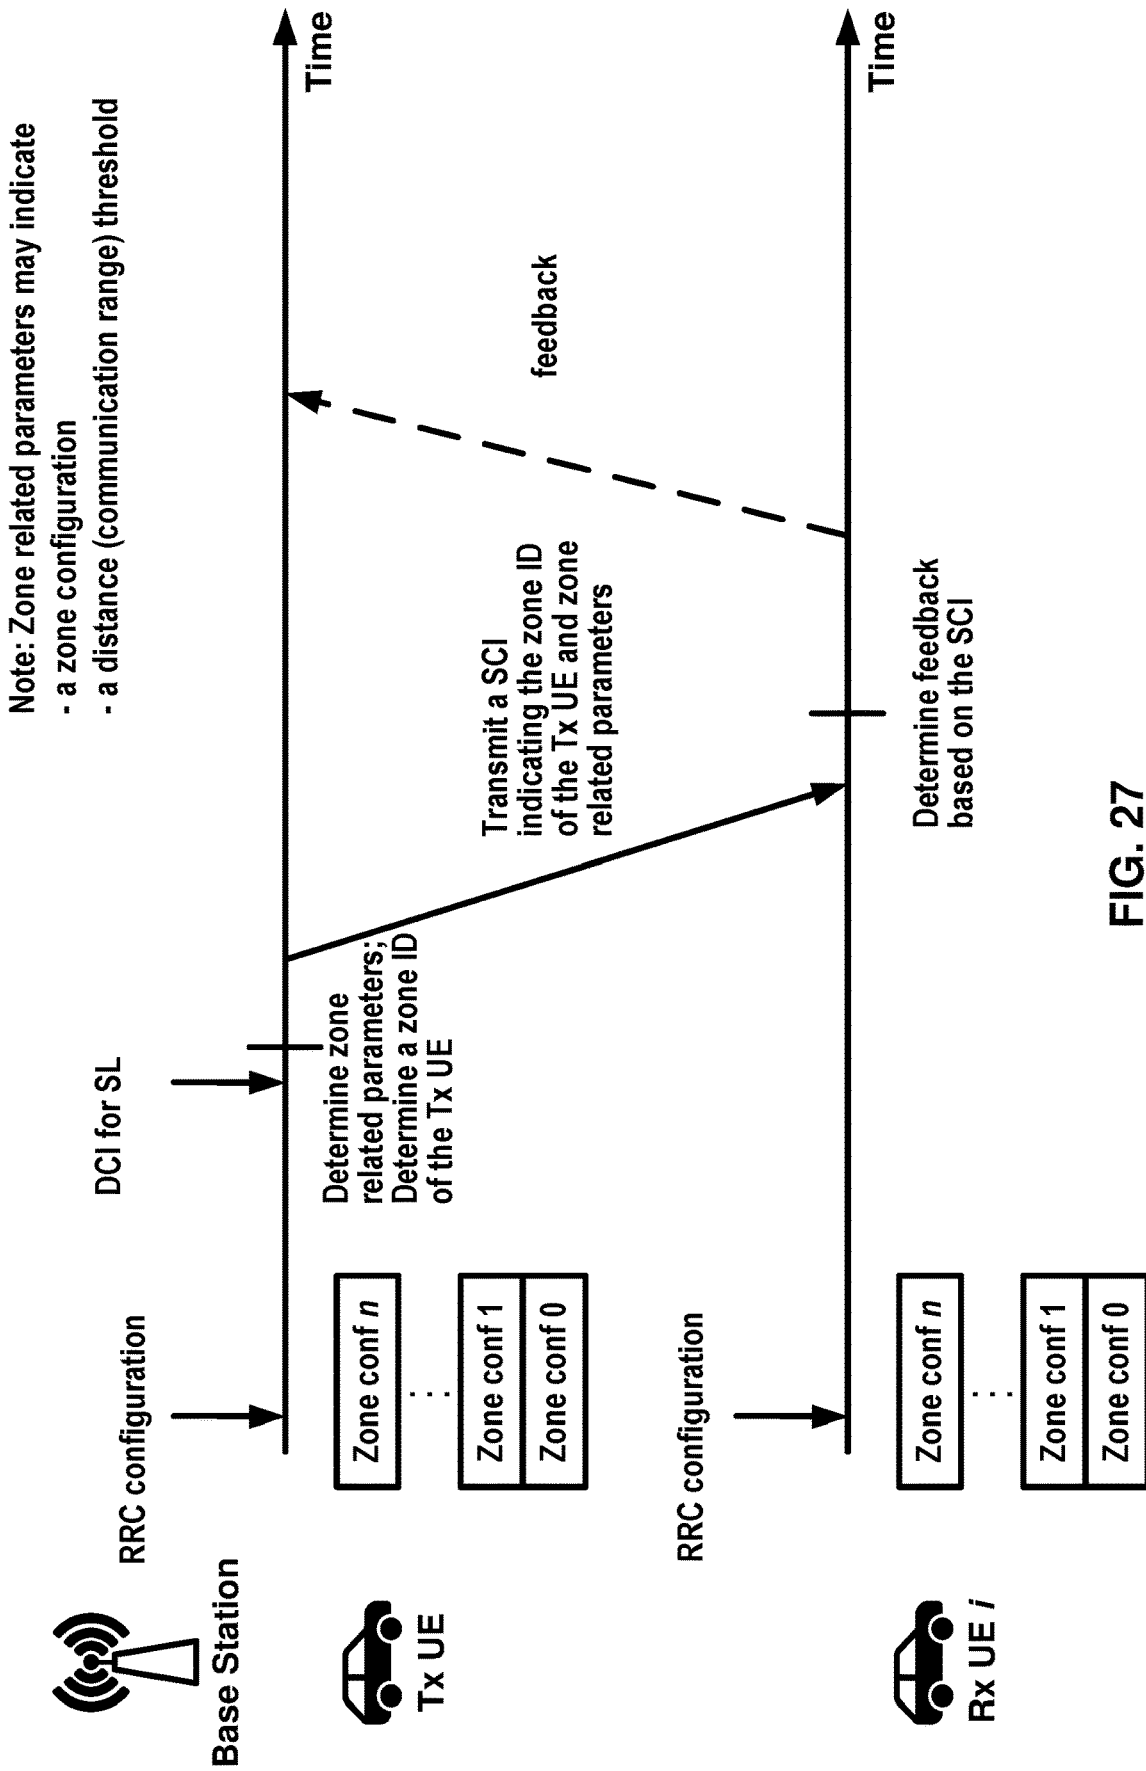 Note: Zone related parameters may indicate
- a zone configuration
- a distance (communication range) threshold
Base Station
RRC configuration
DCI for SL
Time
Tx UE
Zone conf n
...
Zone conf 1
Zone conf 0
Determine zone
related parameters;
Determine a zone ID
of the Tx UE
Transmit a SCI
indicating the zone ID
of the Tx UE and zone
related parameters
feedback
RRC configuration
Time
Rx UE i
Zone conf n
...
Zone conf 1
Zone conf 0
Determine feedback
based on the SCI
FIG. 27